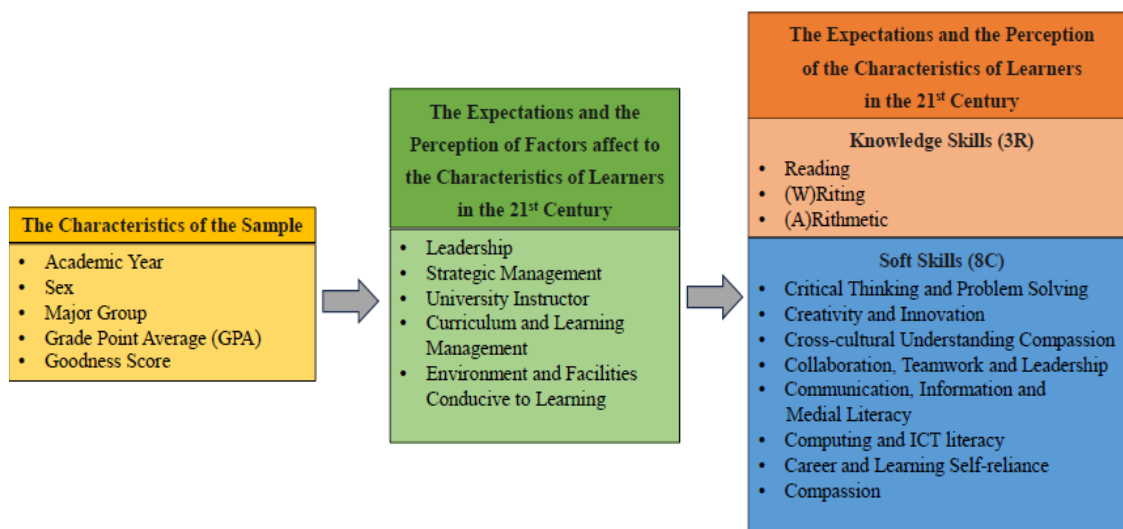 The Characteristics of the Sample
• Academic Year
• Sex
• Major Group
• Grade Point Average (GPA)
• Goodness Score
The Expectations and the
Perception of Factors affect to
the Characteristics of Learners
in the 21st Century
• Leadership
• Strategic Management
• University Instructor
• Curriculum and Learning
Management
• Environment and Facilities
Conducive to Learning
The Expectations and the Perception
of the Characteristics of Learners
in the 21st Century
Knowledge Skills (3R)
• Reading
• (W)Riting
• (A)Rithmetic
Soft Skills (8C)
• Critical Thinking and Problem Solving
• Creativity and Innovation
• Cross-cultural Understanding Compassion
• Collaboration, Teamwork and Leadership
• Communication, Information and
Medial Literacy
• Computing and ICT literacy
• Career and Learning Self-reliance
• Compassion